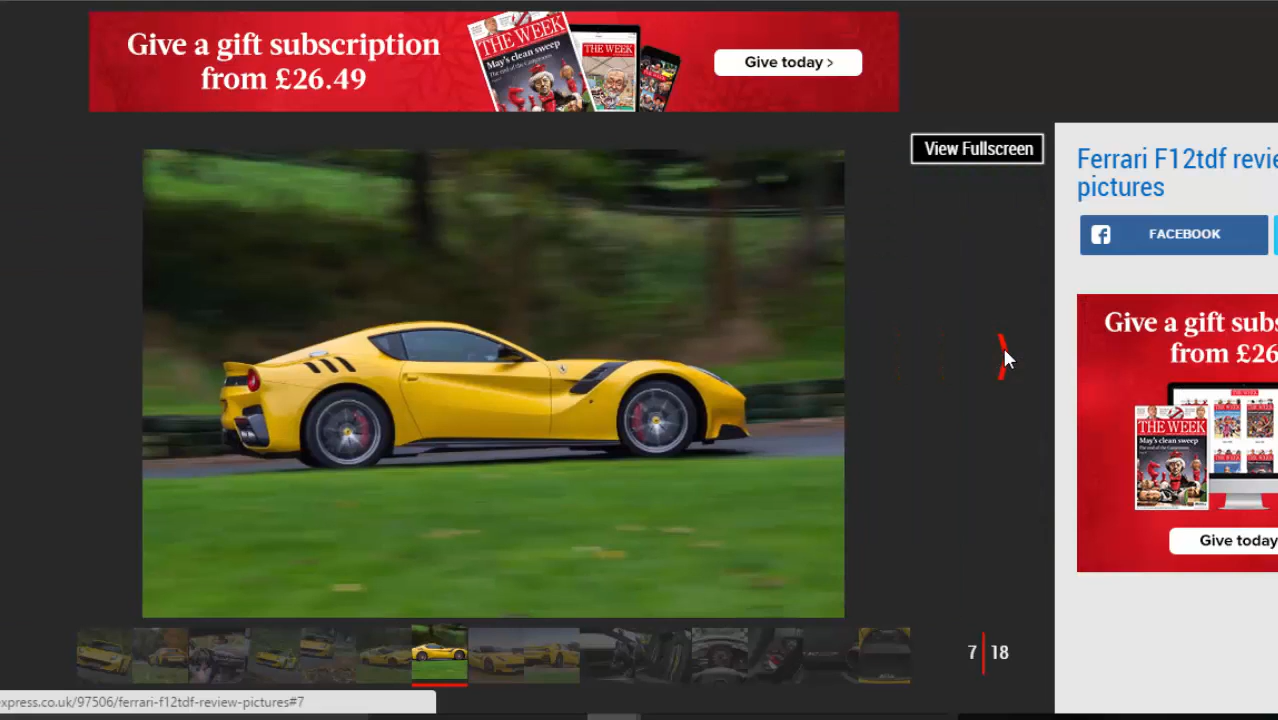 Give a gift subscription
from £26.49
THE WEEK
May's clean sweep
THE WEEK
Give today >
View Fullscreen
Ferrari F12tdf revie
pictures
FACEBOOK
Give a gift subs
from £26
THE WEEK
May's clean sweep
Give today
7 18
xpress.co.uk/97506/ferrari-f12tdf-review-pictures#7